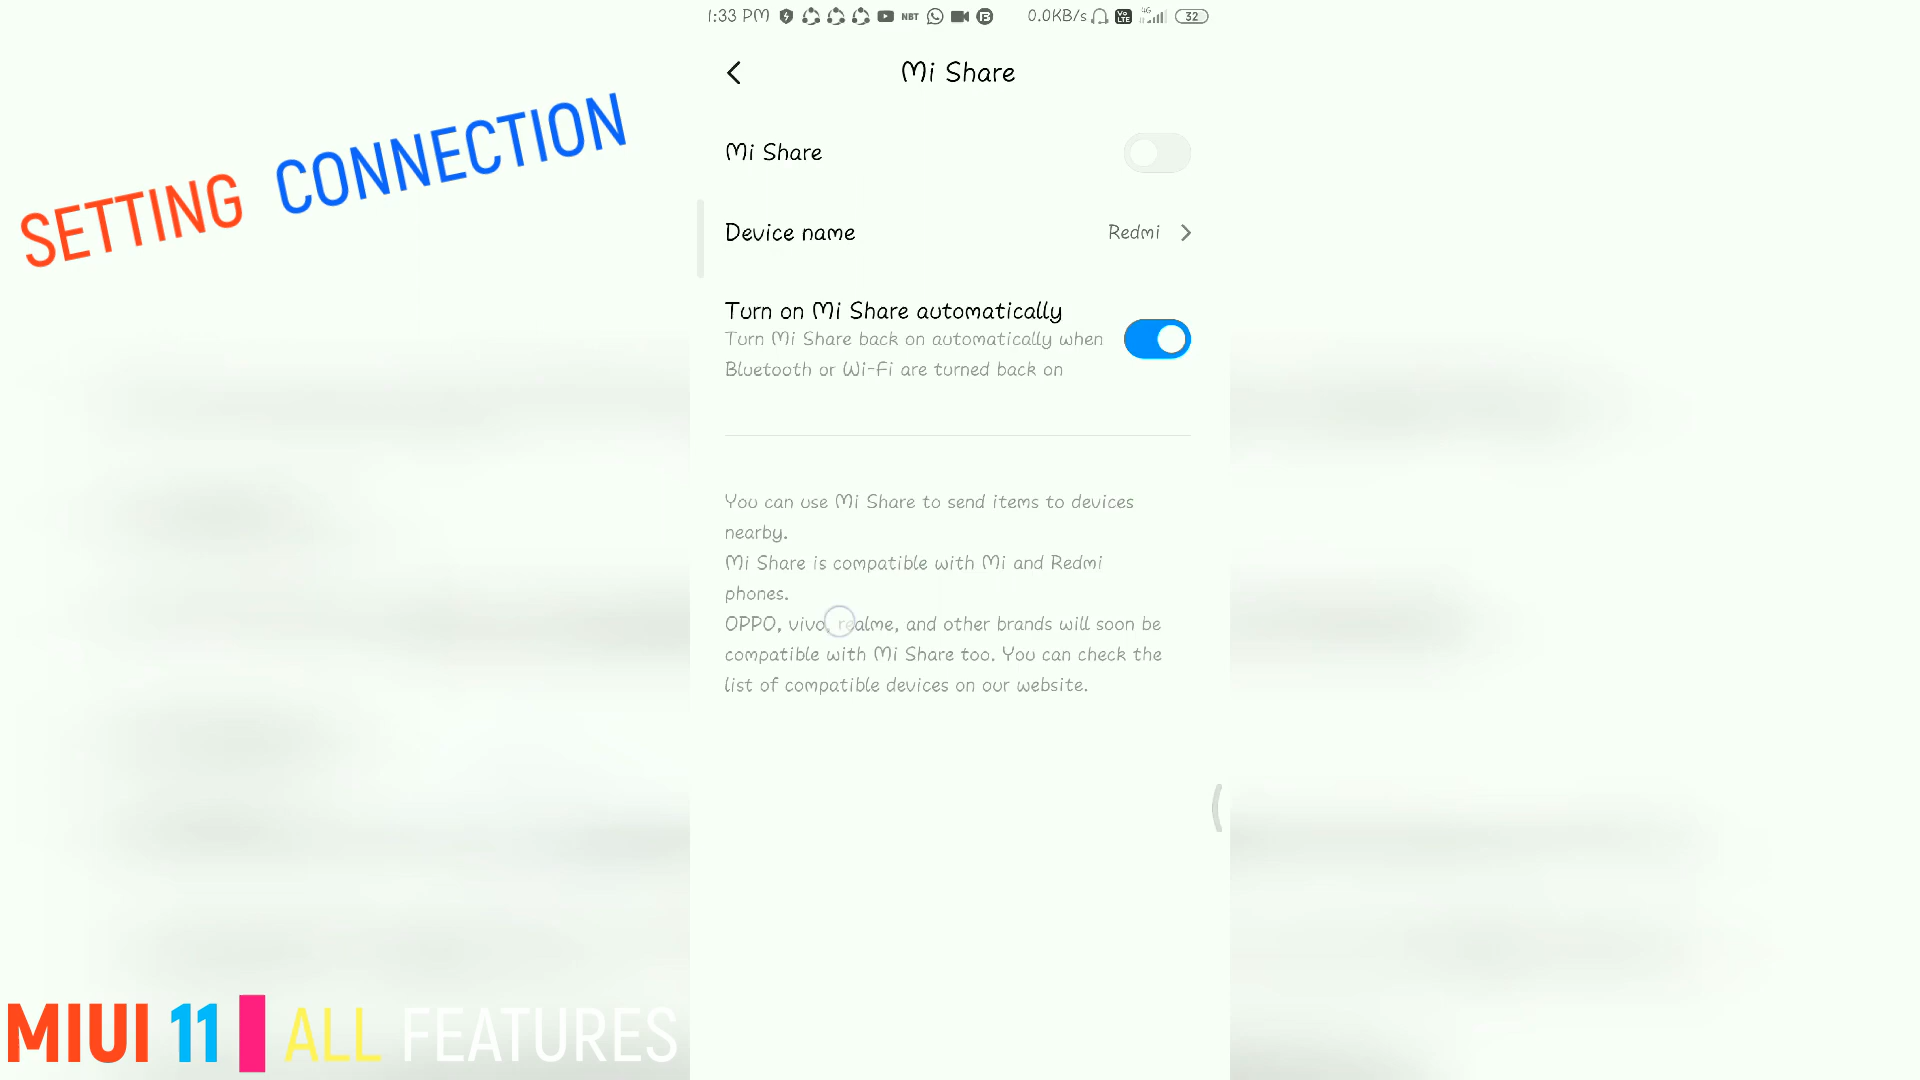 1:33 PM NBT 0.0KB/s Vo LTE 4G 32
Mi Share
SETTING CONNECTION
Mi Share
Device name Redmi
Turn on Mi Share automatically
Turn Mi Share back on automatically when
Bluetooth or Wi-Fi are turned back on
You can use Mi Share to send items to devices
nearby.
Mi Share is compatible with Mi and Redmi
phones.
OPPO, vivo, realme, and other brands will soon be
compatible with Mi Share too. You can check the
list of compatible devices on our website.
MIUI 11 ALL FEATURES